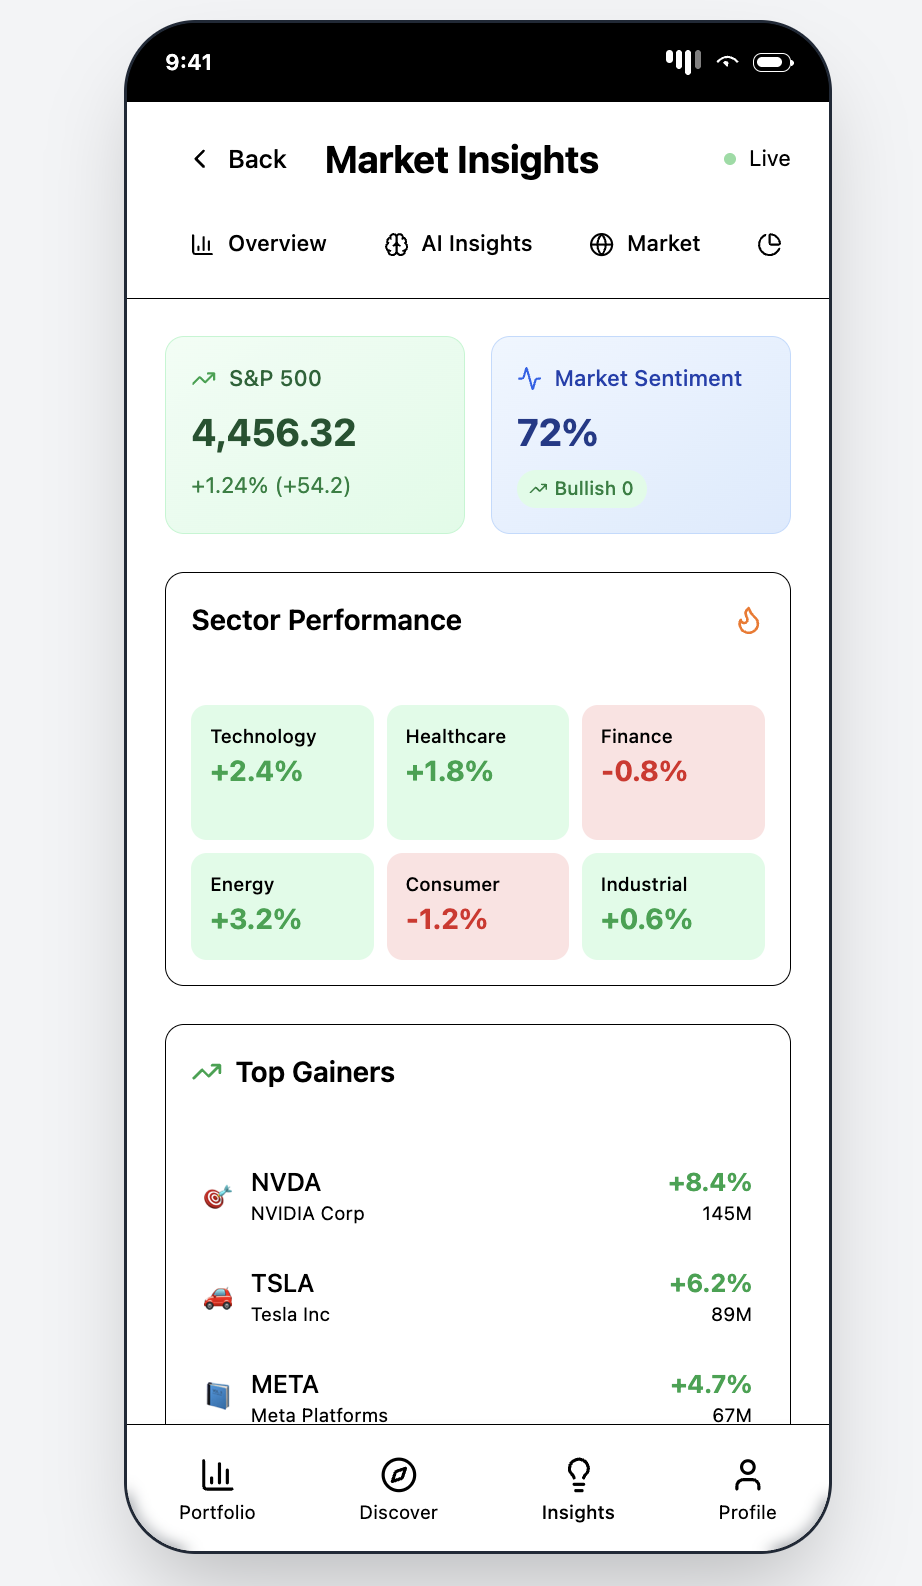 9:41
Back Market Insights Live
Overview AI Insights Market
S&P 500
4,456.32
+1.24% (+54.2)
Market Sentiment
72%
Bullish 0
Sector Performance
Technology
+2.4%
Healthcare
+1.8%
Finance
-0.8%
Energy
+3.2%
Consumer
-1.2%
Industrial
+0.6%
Top Gainers
NVDA +8.4%
NVIDIA Corp 145M
TSLA +6.2%
Tesla Inc 89M
META +4.7%
Meta Platforms 67M
Portfolio Discover Insights Profile